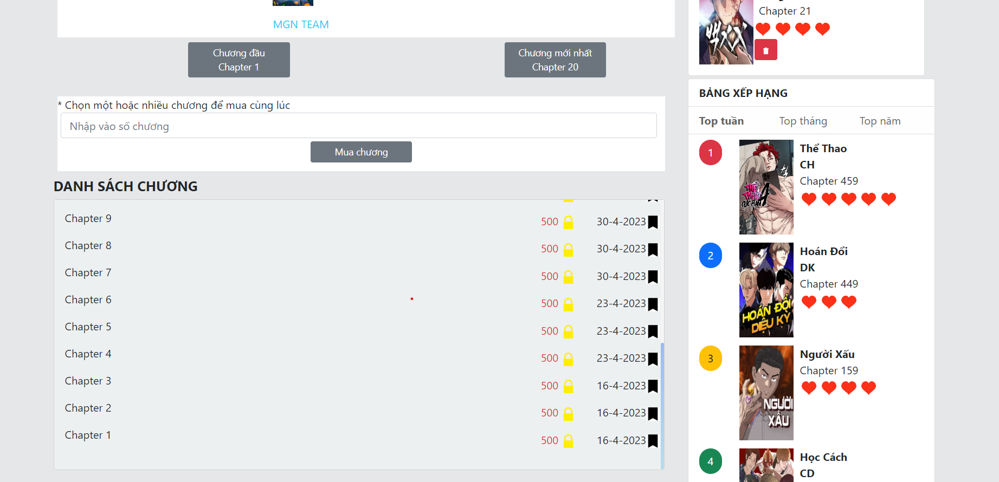 MGN TEAM
Chương đầu
Chapter 1
Chương mới nhất
Chapter 20
* Chọn một hoặc nhiều chương để mua cùng lúc
Nhập vào số chương
Mua chương
DANH SÁCH CHƯƠNG
Chapter 9 500 30-4-2023
Chapter 8 500 30-4-2023
Chapter 7 500 30-4-2023
Chapter 6 500 23-4-2023
Chapter 5 500 23-4-2023
Chapter 4 500 23-4-2023
Chapter 3 500 16-4-2023
Chapter 2 500 16-4-2023
Chapter 1 500 16-4-2023
Chapter 21
BẢNG XẾP HẠNG
Top tuần Top tháng Top năm
1
Thể Thao
CH
Chapter 459
2
Hoán Đổi
DK
Chapter 449
HOÁN ĐỔI
DIỆU KỲ
3
Người Xấu
Chapter 159
NGƯỜI
XẤU
4
Học Cách
CD